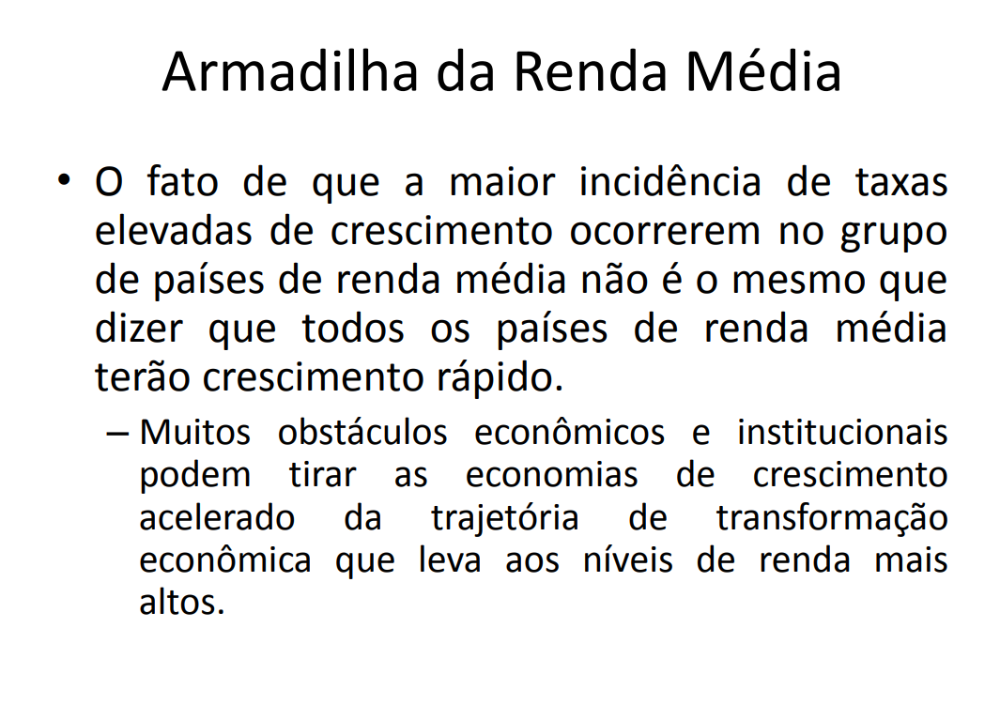 Armadilha da Renda Média
• O fato de que a maior incidência de taxas
elevadas de crescimento ocorrerem no grupo
de países de renda média não é o mesmo que
dizer que todos os países de renda média
terão crescimento rápido.
– Muitos obstáculos econômicos e institucionais
podem tirar as economias de crescimento
acelerado da trajetória de transformação
econômica que leva aos níveis de renda mais
altos.